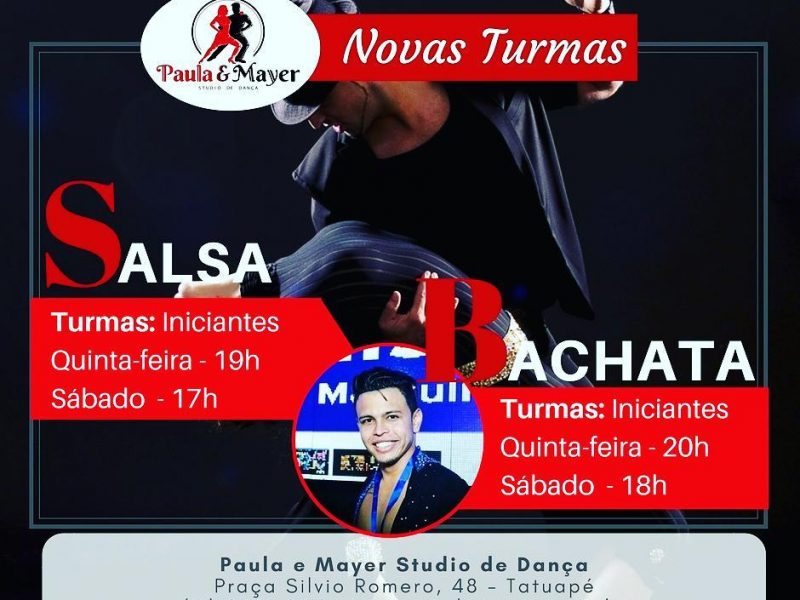 Paula & Mayer
STUDIO DE DANÇA
Novas Turmas
SALSA
Turmas: Iniciantes
Quinta-feira - 19h
Sábado - 17h
BACHATA
Turmas: Iniciantes
Quinta-feira - 20h
Sábado - 18h
Paula e Mayer Studio de Dança
Praça Silvio Romero, 48 – Tatuapé